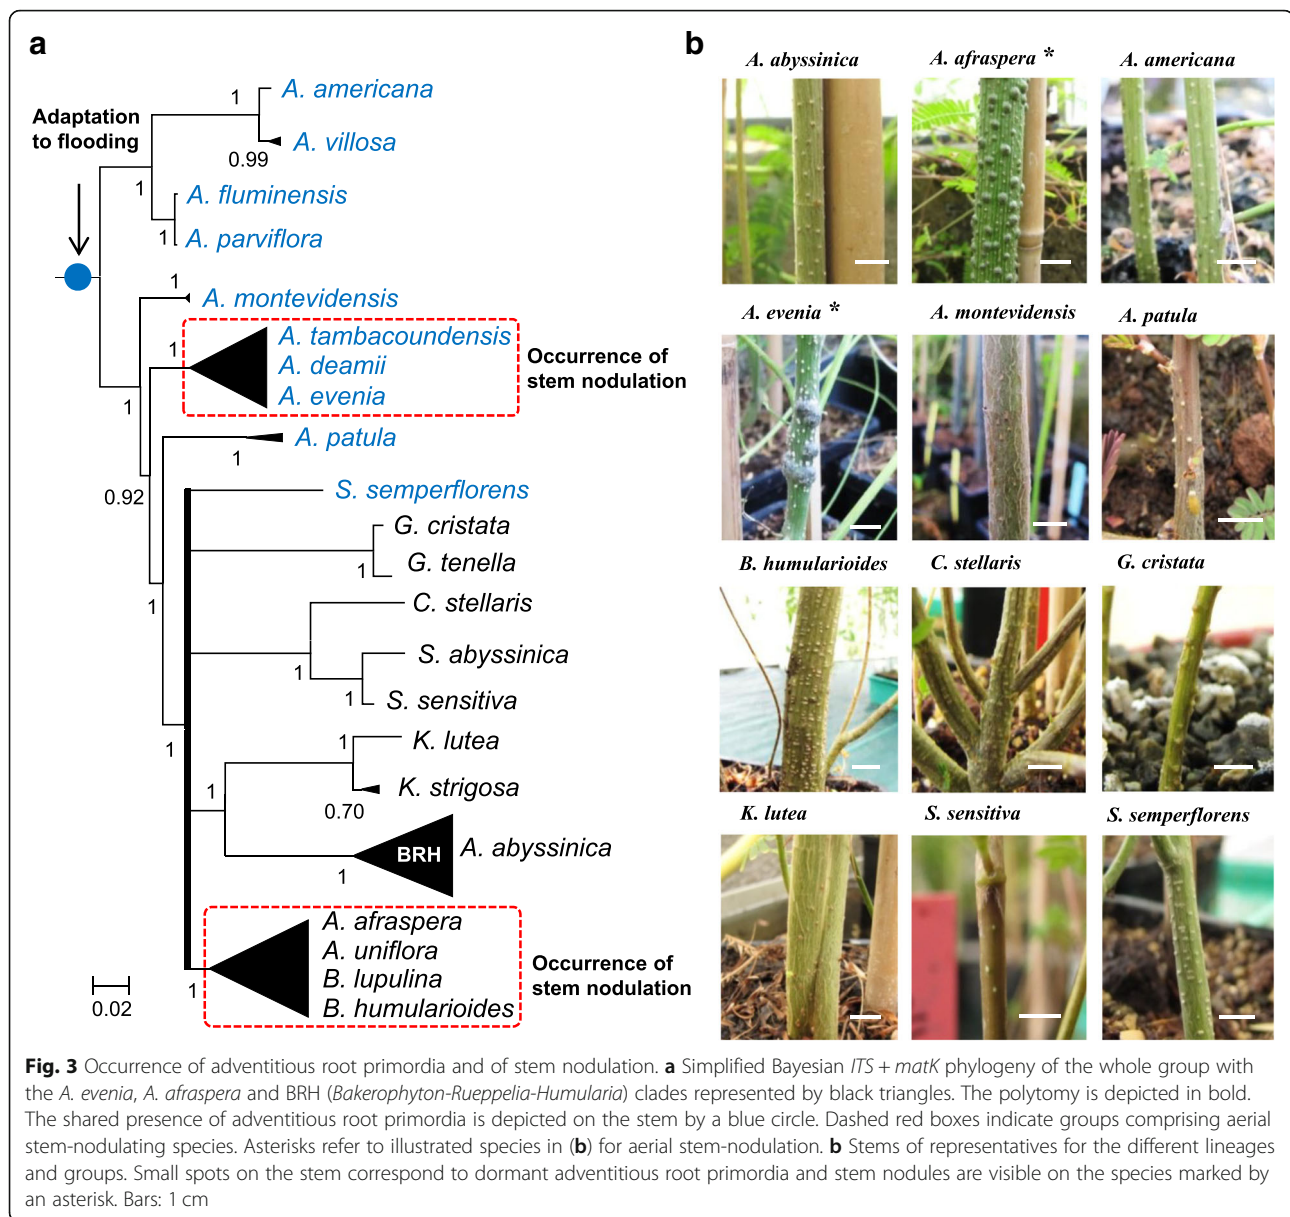 a
Adaptation
to flooding
1
A. americana
A. villosa
0.99
1
A. fluminensis
1
A. parviflora
1
A. montevidensis
1
A. tambacoundensis
A. deamii
A. evenia
Occurrence of
stem nodulation
1
A. patula
1
0.92
S. semperflorens
G. cristata
1
G. tenella
1
C. stellaris
1
S. abyssinica
1
S. sensitiva
1
1
K. lutea
1
K. strigosa
0.70
BRH
A. abyssinica
1
A. afraspera
A. uniflora
B. lupulina
B. humularioides
Occurrence of
stem nodulation
1
0.02
b
A. abyssinica
A. afraspera *
A. americana
A. evenia *
A. montevidensis
A. patula
B. humularioides
C. stellaris
G. cristata
K. lutea
S. sensitiva
S. semperflorens
Fig. 3 Occurrence of adventitious root primordia and of stem nodulation. a Simplified Bayesian ITS + matK phylogeny of the whole group with
the A. evenia, A. afraspera and BRH (Bakerophyton-Rueppelia-Humularia) clades represented by black triangles. The polytomy is depicted in bold.
The shared presence of adventitious root primordia is depicted on the stem by a blue circle. Dashed red boxes indicate groups comprising aerial
stem-nodulating species. Asterisks refer to illustrated species in (b) for aerial stem-nodulation. b Stems of representatives for the different lineages
and groups. Small spots on the stem correspond to dormant adventitious root primordia and stem nodules are visible on the species marked by
an asterisk. Bars: 1 cm